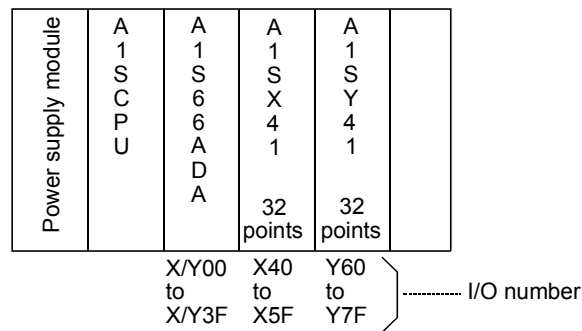 Power supply module
A1SCPU
A1S66ADA
A1SX41
32
points
A1SY41
32
points
X/Y00
to
X/Y3F
X40
to
X5F
Y60
to
Y7F
I/O number